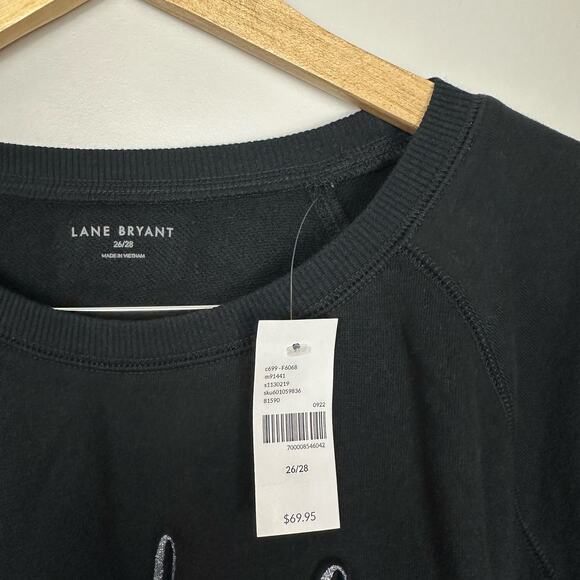 LANE BRYANT
26/28
MADE IN VIETNAM
c699 - F6068
m91441
s1130219
sku601059836
81590
0922
700008546042
26/28
$69.95